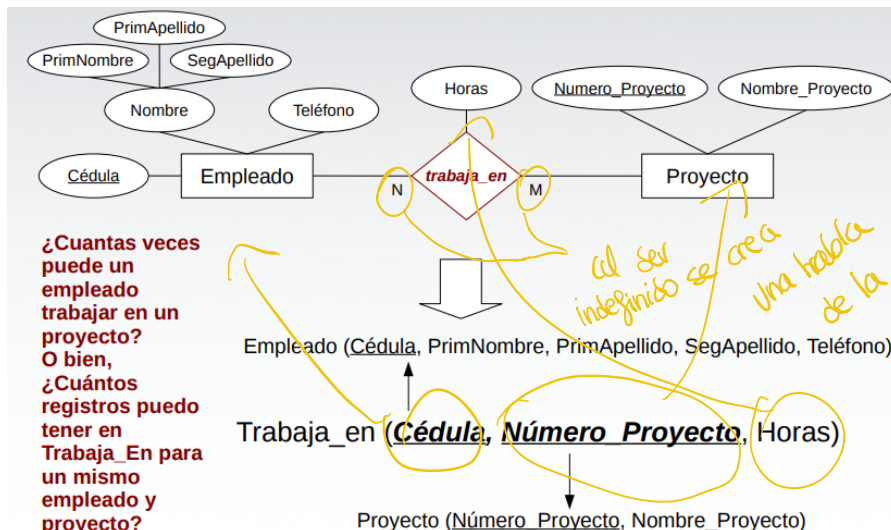 PrimApellido
PrimNombre
SegApellido
Nombre
Teléfono
Horas
Numero_Proyecto
Nombre_Proyecto
Cédula
Empleado
N
trabaja_en
M
Proyecto
¿Cuantas veces
puede un
empleado
trabajar en un
proyecto?
O bien,
¿Cuántos
registros puedo
tener en
Trabaja_En para
un mismo
empleado y
proyecto?
al ser
indefinido se crea
una
de la
Empleado (Cédula, PrimNombre, PrimApellido, SegApellido, Teléfono)
Trabaja_en (Cédula, Número_Proyecto, Horas)
Proyecto (Número_Proyecto, Nombre_Proyecto)